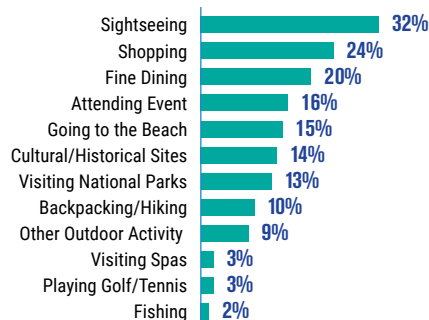 Sightseeing 32%
Shopping 24%
Fine Dining 20%
Attending Event 16%
Going to the Beach 15%
Cultural/Historical Sites 14%
Visiting National Parks 13%
Backpacking/Hiking 10%
Other Outdoor Activity 9%
Visiting Spas 3%
Playing Golf/Tennis 3%
Fishing 2%